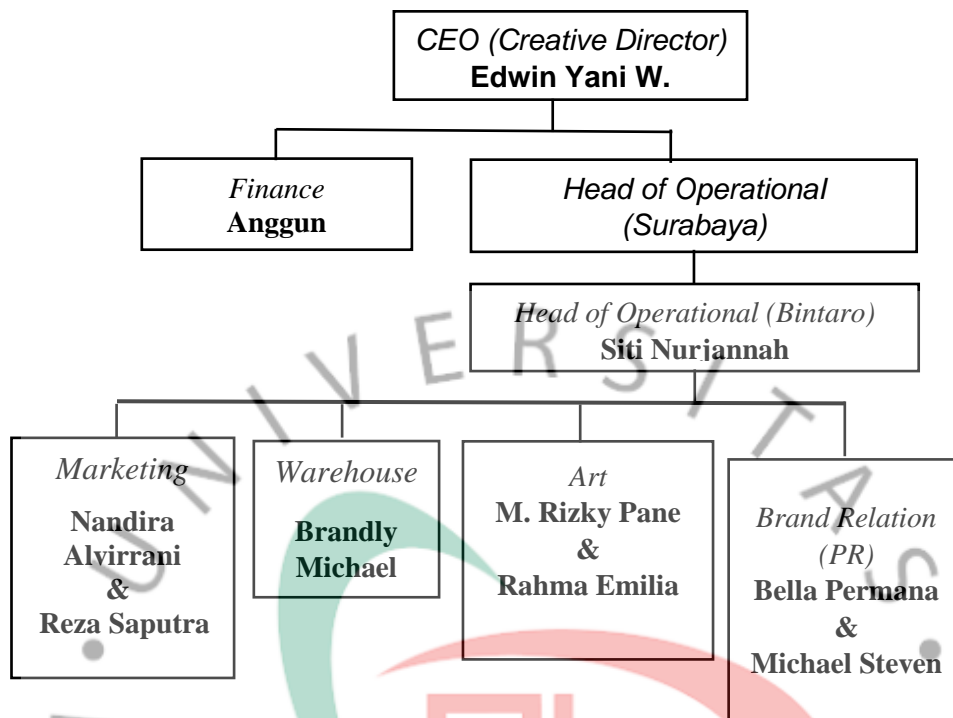 CEO (Creative Director)
Edwin Yani W.
Finance
Anggun
Head of Operational
(Surabaya)
Head of Operational (Bintaro)
Siti Nurjannah
Marketing
Nandira
Alvirrani
&
Reza Saputra
Warehouse
Brandly
Michael
Art
M. Rizky Pane
&
Rahma Emilia
Brand Relation
(PR)
Bella Permana
&
Michael Steven
UNIVERSITAS